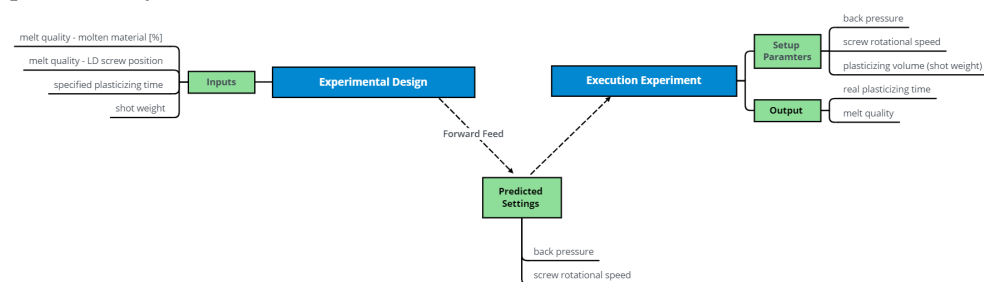 melt quality - molten material [%]
melt quality - LD screw position
specified plasticizing time
shot weight
Inputs
Experimental Design
Forward Feed
Predicted
Settings
back pressure
screw rotational speed
Execution Experiment
Setup
Paramters
back pressure
screw rotational speed
plasticizing volume (shot weight)
Output
real plasticizing time
melt quality